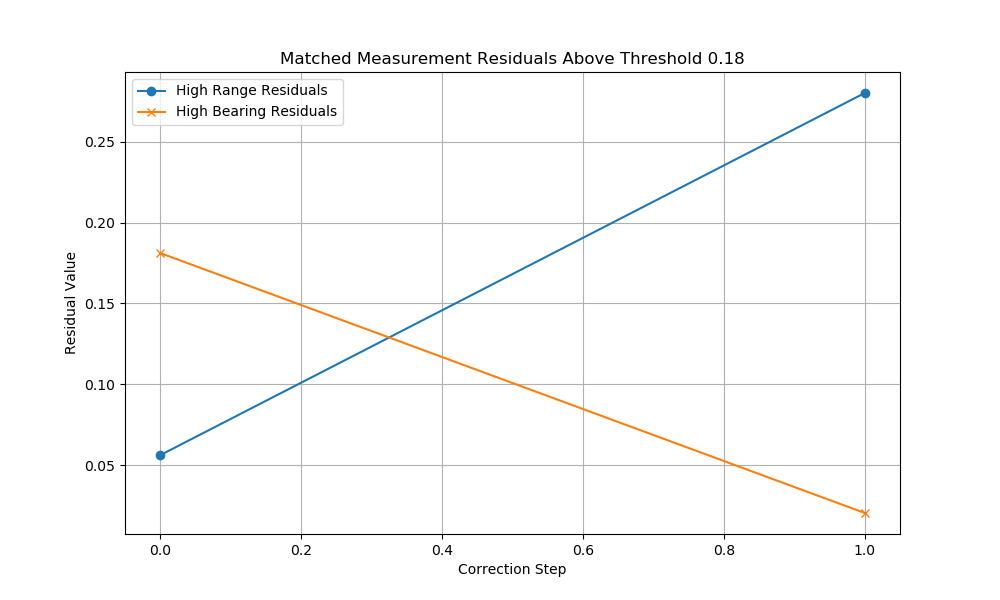 Matched Measurement Residuals Above Threshold 0.18
High Range Residuals
High Bearing Residuals
Residual Value
0.25
0.20
0.15
0.10
0.05
0.0 0.2 0.4 0.6 0.8 1.0
Correction Step